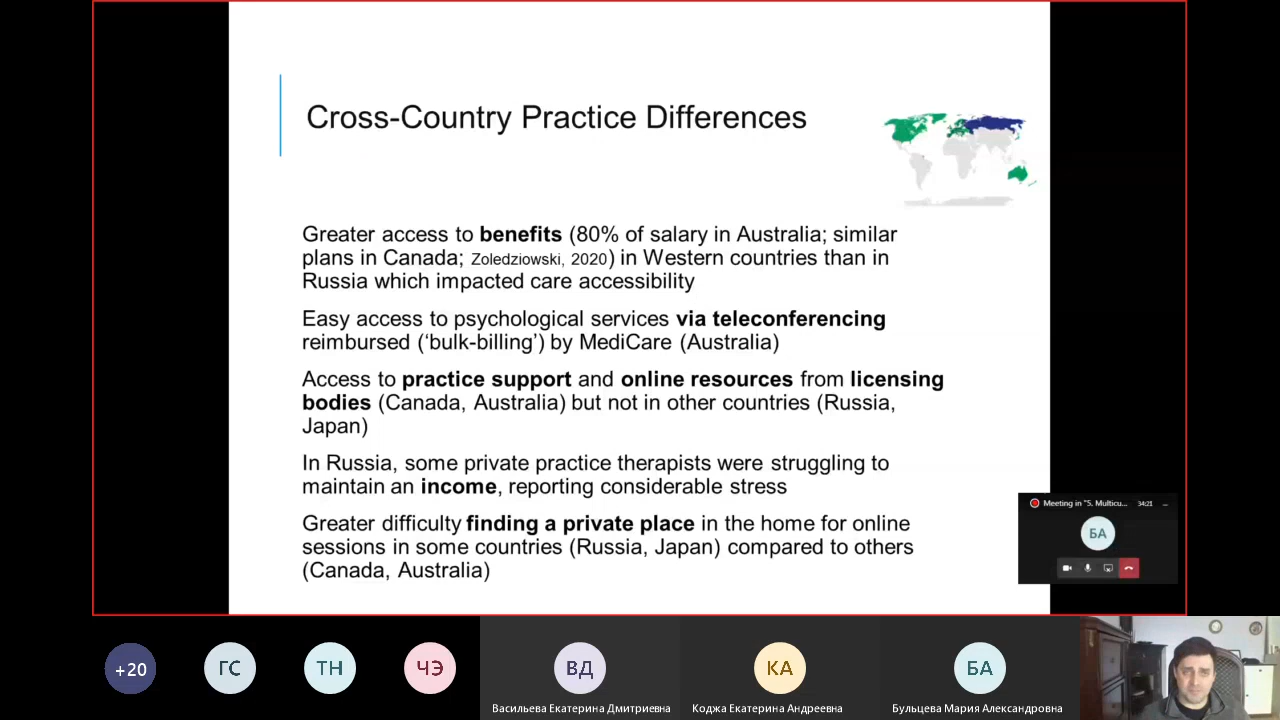 Cross-Country Practice Differences
Greater access to benefits (80% of salary in Australia; similar
plans in Canada; Zoledziowski, 2020) in Western countries than in
Russia which impacted care accessibility
Easy access to psychological services via teleconferencing
reimbursed (‘bulk-billing’) by MediCare (Australia)
Access to practice support and online resources from licensing
bodies (Canada, Australia) but not in other countries (Russia,
Japan)
In Russia, some private practice therapists were struggling to
maintain an income, reporting considerable stress
Greater difficulty finding a private place in the home for online
sessions in some countries (Russia, Japan) compared to others
(Canada, Australia)
Meeting in "5. Multicu... 34:21
БА
+20
ГС
ТН
ЧЭ
ВД
КА
БА
Васильева Екатерина Дмитриевна
Коджа Екатерина Андреевна
Бульцева Мария Александровна